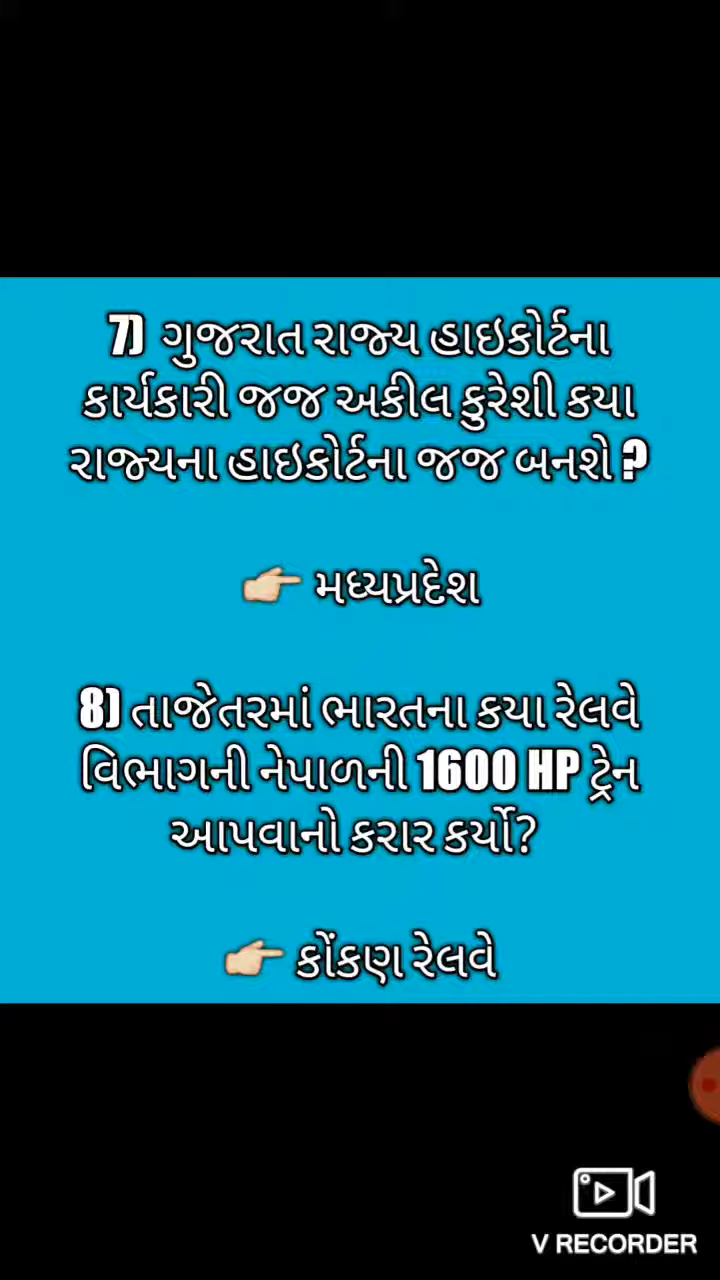 7) ગુજરાત રાજ્ય હાઇકોર્ટના
કાર્યકારી જજ અકીલ કુરેશી કયા
રાજ્યના હાઇકોર્ટના જજ બનશે ?
👉🏻 મધ્યપ્રદેશ
8) તાજેતરમાં ભારતના કયા રેલવે
વિભાગની નેપાળની 1600 HP ટ્રેન
આપવાનો કરાર કર્યો?
👉🏻 કોંકણ રેલવે
V RECORDER